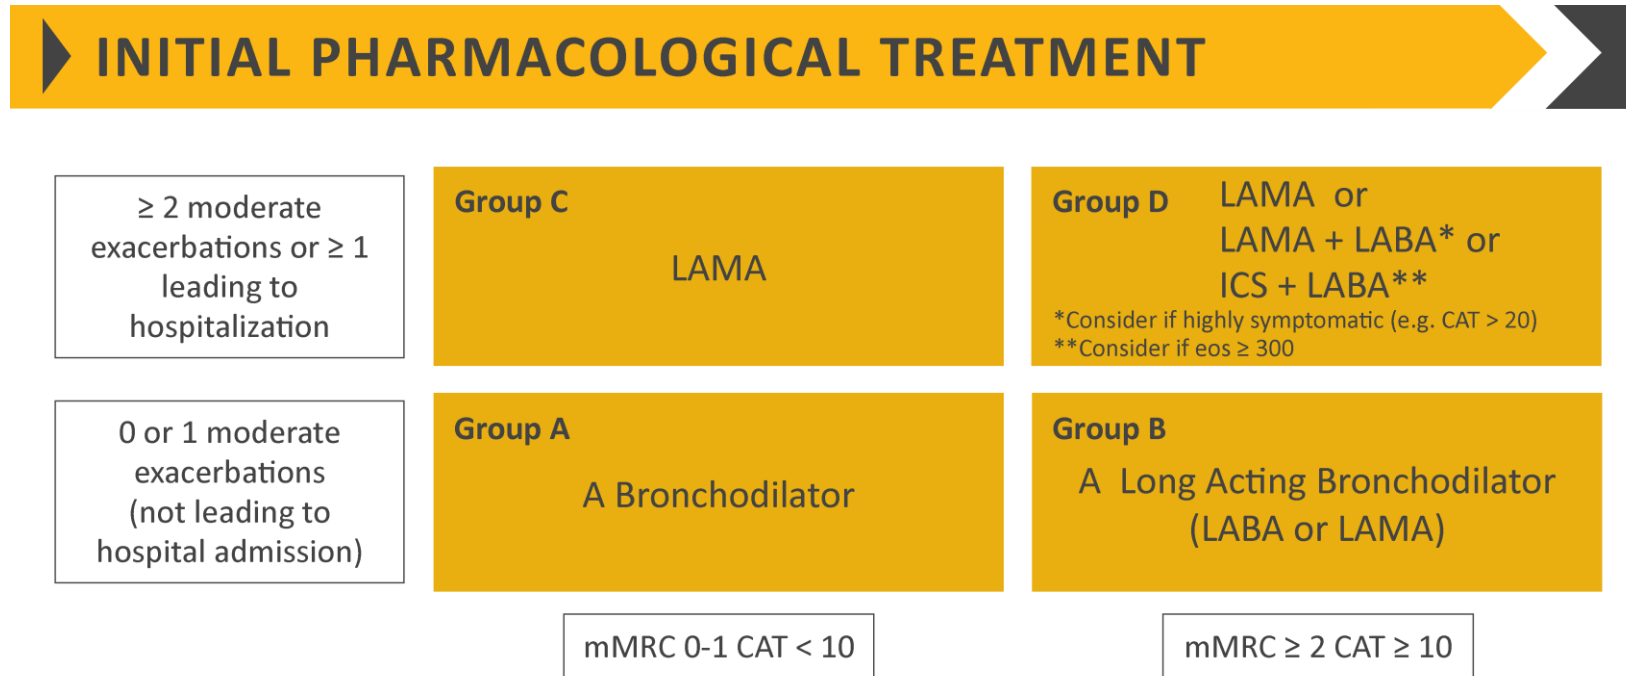 INITIAL PHARMACOLOGICAL TREATMENT
≥ 2 moderate
exacerbations or ≥ 1
leading to
hospitalization
Group C
LAMA
Group D
LAMA or
LAMA + LABA* or
ICS + LABA**
*Consider if highly symptomatic (e.g. CAT > 20)
**Consider if eos ≥ 300
0 or 1 moderate
exacerbations
(not leading to
hospital admission)
Group A
A Bronchodilator
Group B
A Long Acting Bronchodilator
(LABA or LAMA)
mMRC 0-1 CAT < 10
mMRC ≥ 2 CAT ≥ 10